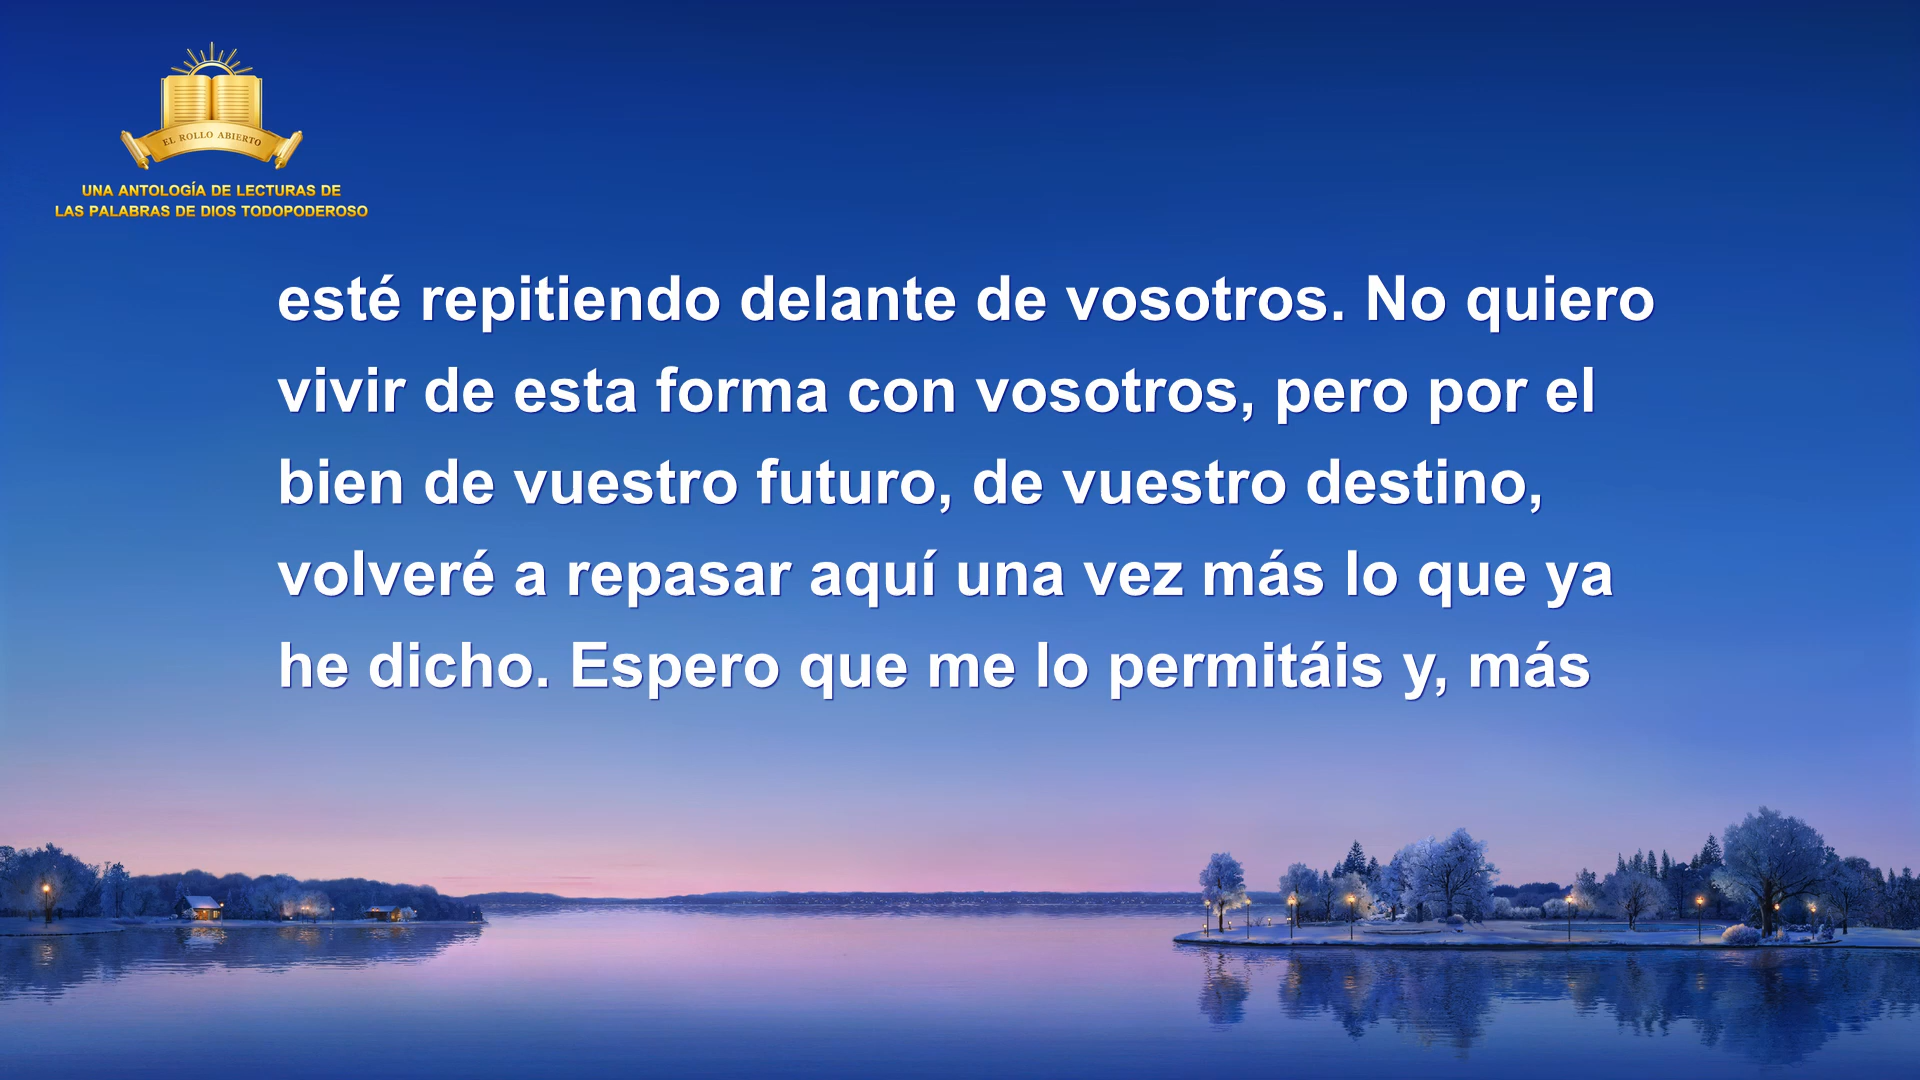 EL ROLLO ABIERTO
UNA ANTOLOGÍA DE LECTURAS DE
LAS PALABRAS DE DIOS TODOPODEROSO
esté repitiendo delante de vosotros. No quiero
vivir de esta forma con vosotros, pero por el
bien de vuestro futuro, de vuestro destino,
volveré a repasar aquí una vez más lo que ya
he dicho. Espero que me lo permitáis y, más